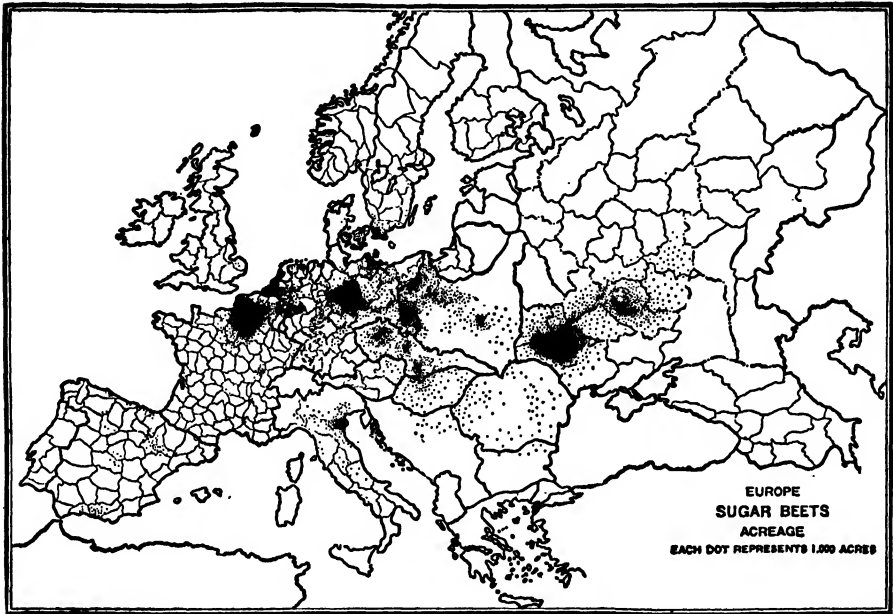 EUROPE
SUGAR BEETS
ACREAGE
EACH DOT REPRESENTS 1,000 ACRES